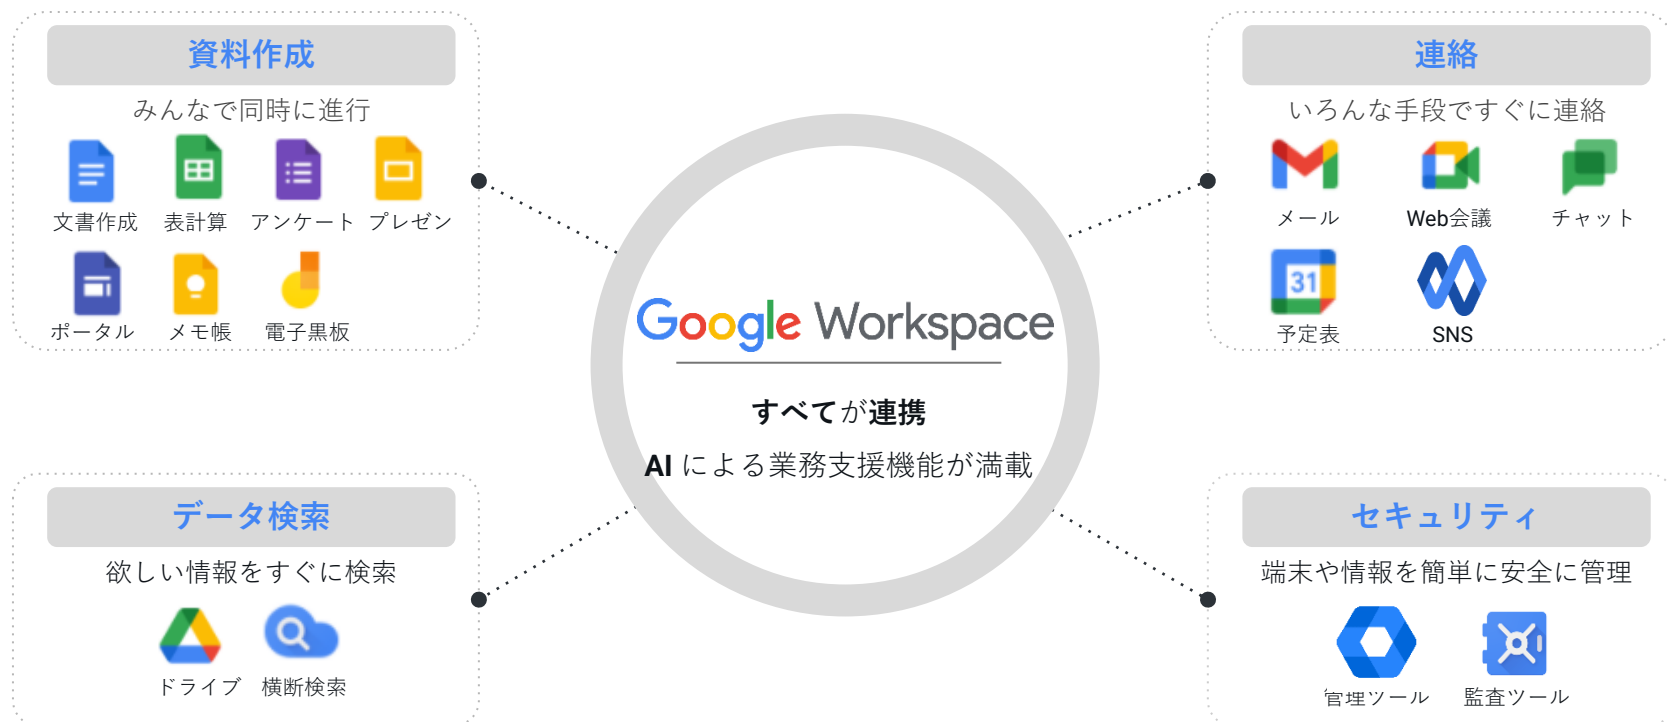 資料作成
みんなで同時に進行
文書作成 表計算 アンケート プレゼン
ポータル メモ帳 電子黒板
連絡
いろんな手段ですぐに連絡
メール Web会議 チャット
31
予定表 SNS
Google Workspace
すべてが連携
AI による業務支援機能が満載
データ検索
欲しい情報をすぐに検索
ドライブ 横断検索
セキュリティ
端末や情報を簡単に安全に管理
管理ツール 監査ツール